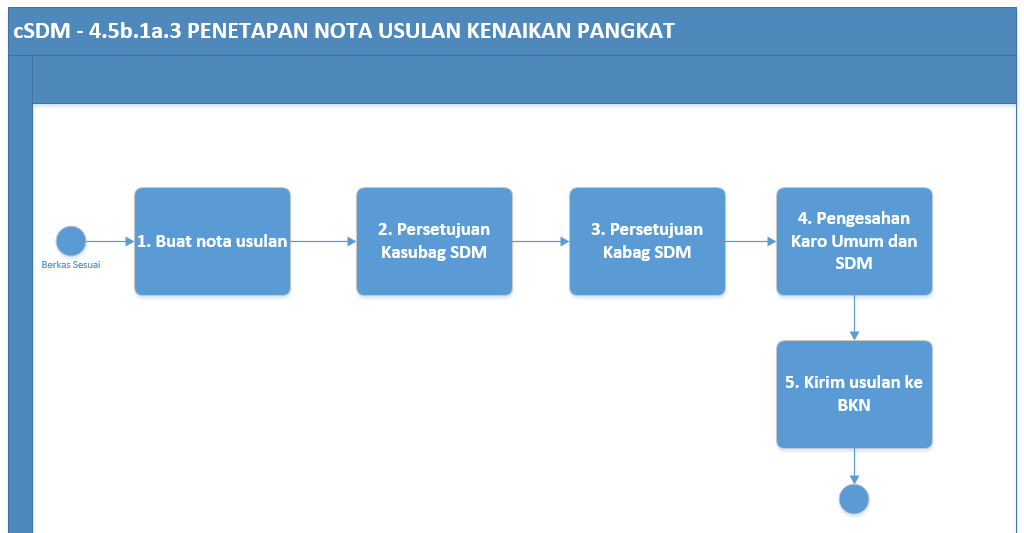 cSDM - 4.5b.1a.3 PENETAPAN NOTA USULAN KENAIKAN PANGKAT
Berkas Sesuai
1. Buat nota usulan
2. Persetujuan
Kasubag SDM
3. Persetujuan
Kabag SDM
4. Pengesahan
Karo Umum dan
SDM
5. Kirim usulan ke
BKN